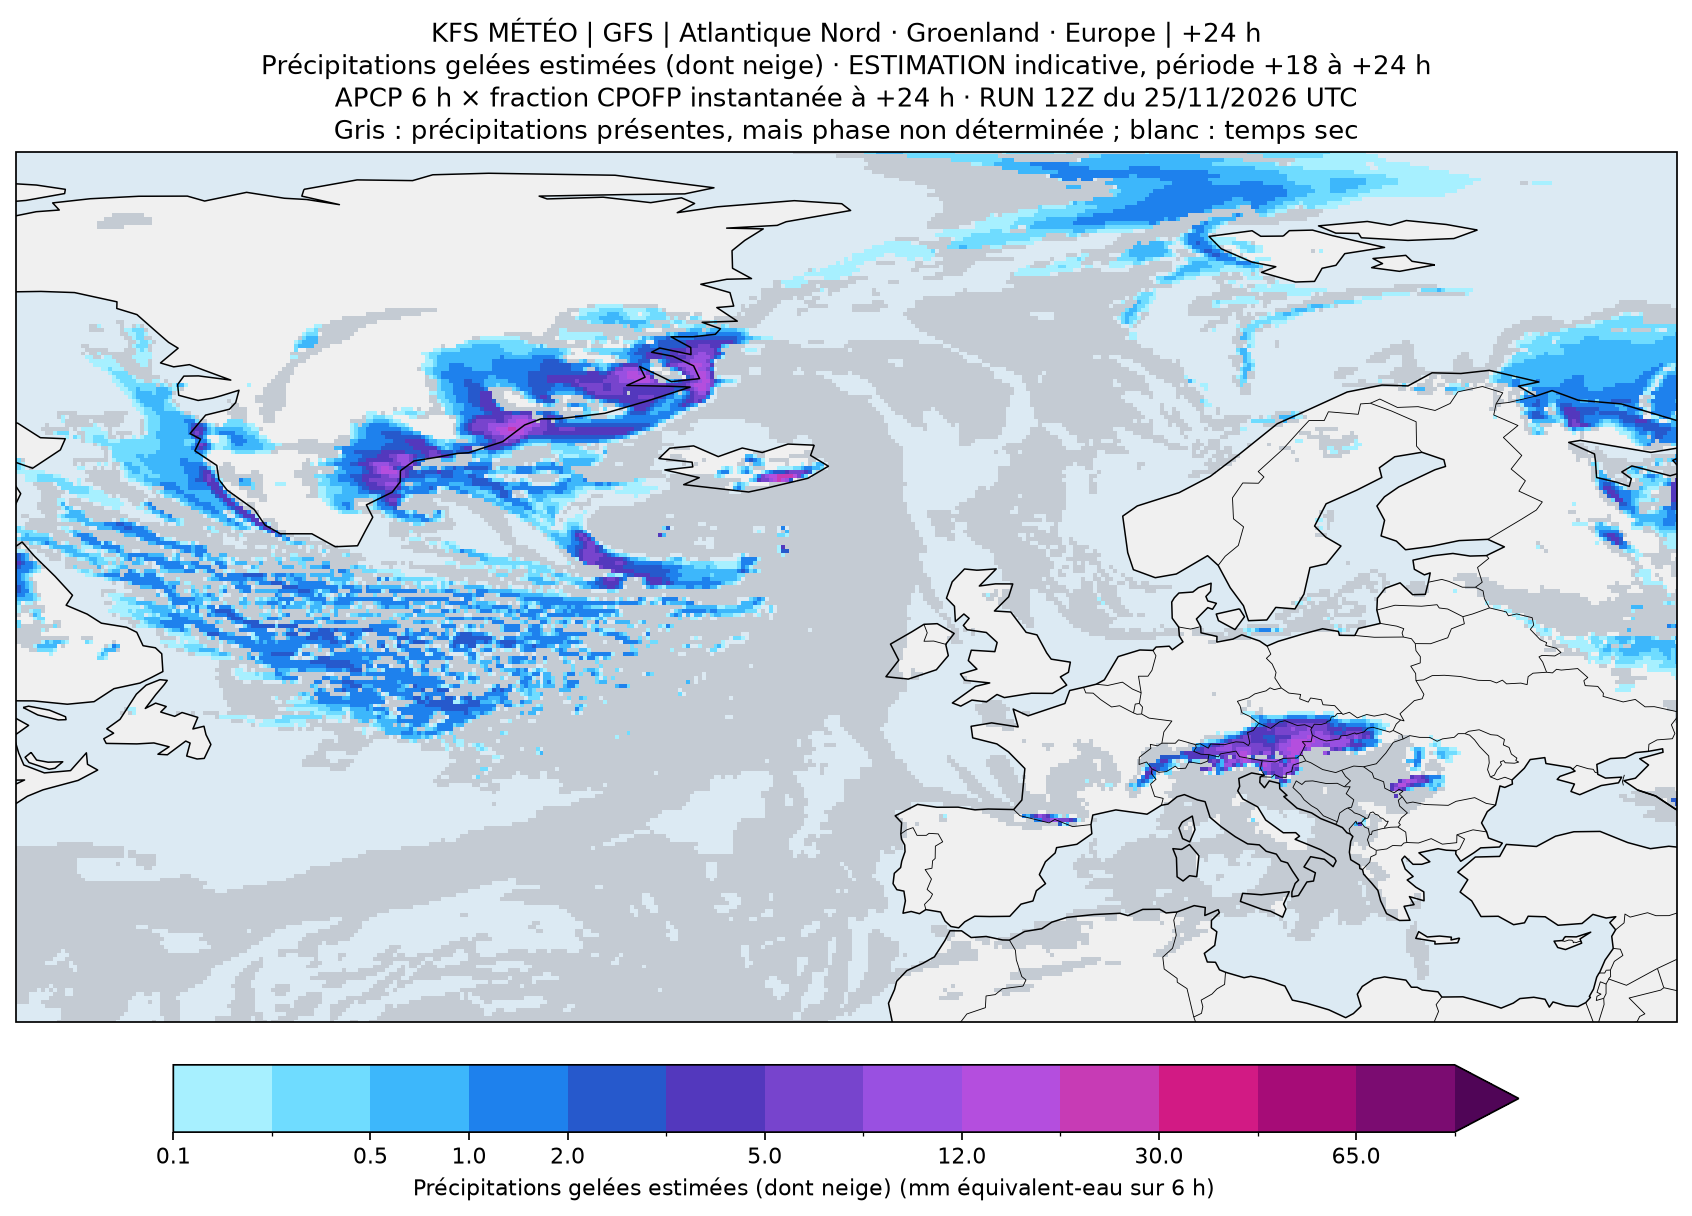 KFS MÉTÉO | GFS | Atlantique Nord · Groenland · Europe | +24 h
Précipitations gelées estimées (dont neige) · ESTIMATION indicative, période +18 à +24 h
APCP 6 h × fraction CPOFP instantanée à +24 h · RUN 12Z du 25/11/2026 UTC
Gris : précipitations présentes, mais phase non déterminée ; blanc : temps sec
0.1 0.5 1.0 2.0 5.0 12.0 30.0 65.0
Précipitations gelées estimées (dont neige) (mm équivalent-eau sur 6 h)